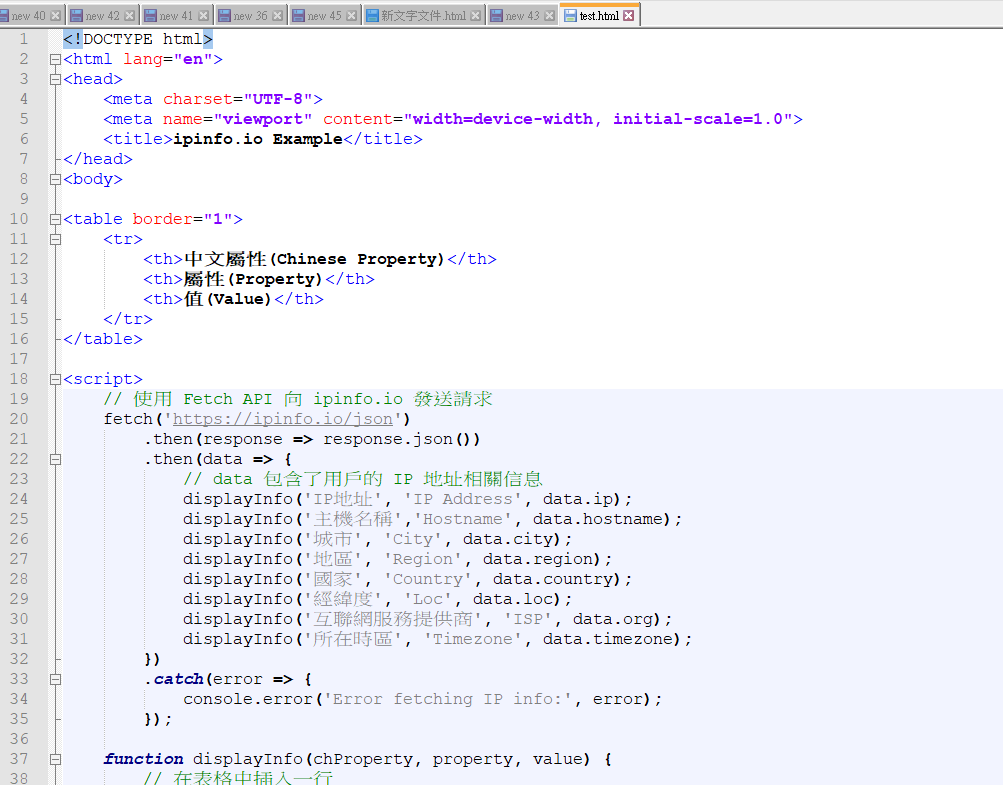 new 40 new 42 new 41 new 36 new 45 新文字文件.html new 43 test.html
1 <!DOCTYPE html>
2 <html lang="en">
3 <head>
4 <meta charset="UTF-8">
5 <meta name="viewport" content="width=device-width, initial-scale=1.0">
6 <title>ipinfo.io Example</title>
7 </head>
8 <body>
9
10 <table border="1">
11 <tr>
12 <th>中文屬性(Chinese Property)</th>
13 <th>屬性(Property)</th>
14 <th>值(Value)</th>
15 </tr>
16 </table>
17
18 <script>
19 // 使用 Fetch API 向 ipinfo.io 發送請求
20 fetch('https://ipinfo.io/json')
21 .then(response => response.json())
22 .then(data => {
23 // data 包含了用戶的 IP 地址相關信息
24 displayInfo('IP地址', 'IP Address', data.ip);
25 displayInfo('主機名稱','Hostname', data.hostname);
26 displayInfo('城市', 'City', data.city);
27 displayInfo('地區', 'Region', data.region);
28 displayInfo('國家', 'Country', data.country);
29 displayInfo('經緯度', 'Loc', data.loc);
30 displayInfo('互聯網服務提供商', 'ISP', data.org);
31 displayInfo('所在時區', 'Timezone', data.timezone);
32 })
33 .catch(error => {
34 console.error('Error fetching IP info:', error);
35 });
36
37 function displayInfo(chProperty, property, value) {
38 // 在表格中插入一行